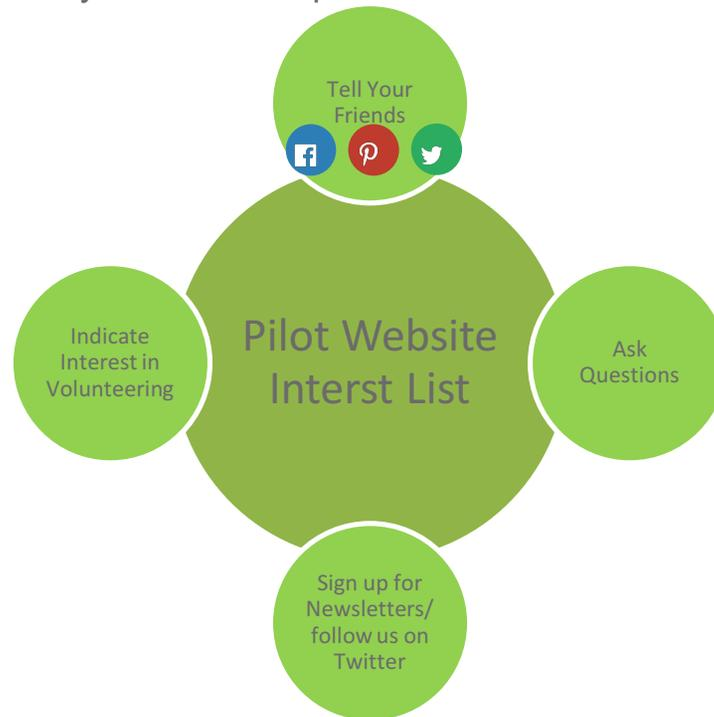 Tell Your
Friends
Indicate
Interest in
Volunteering
Pilot Website
Interst List
Ask
Questions
Sign up for
Newsletters/
follow us on
Twitter